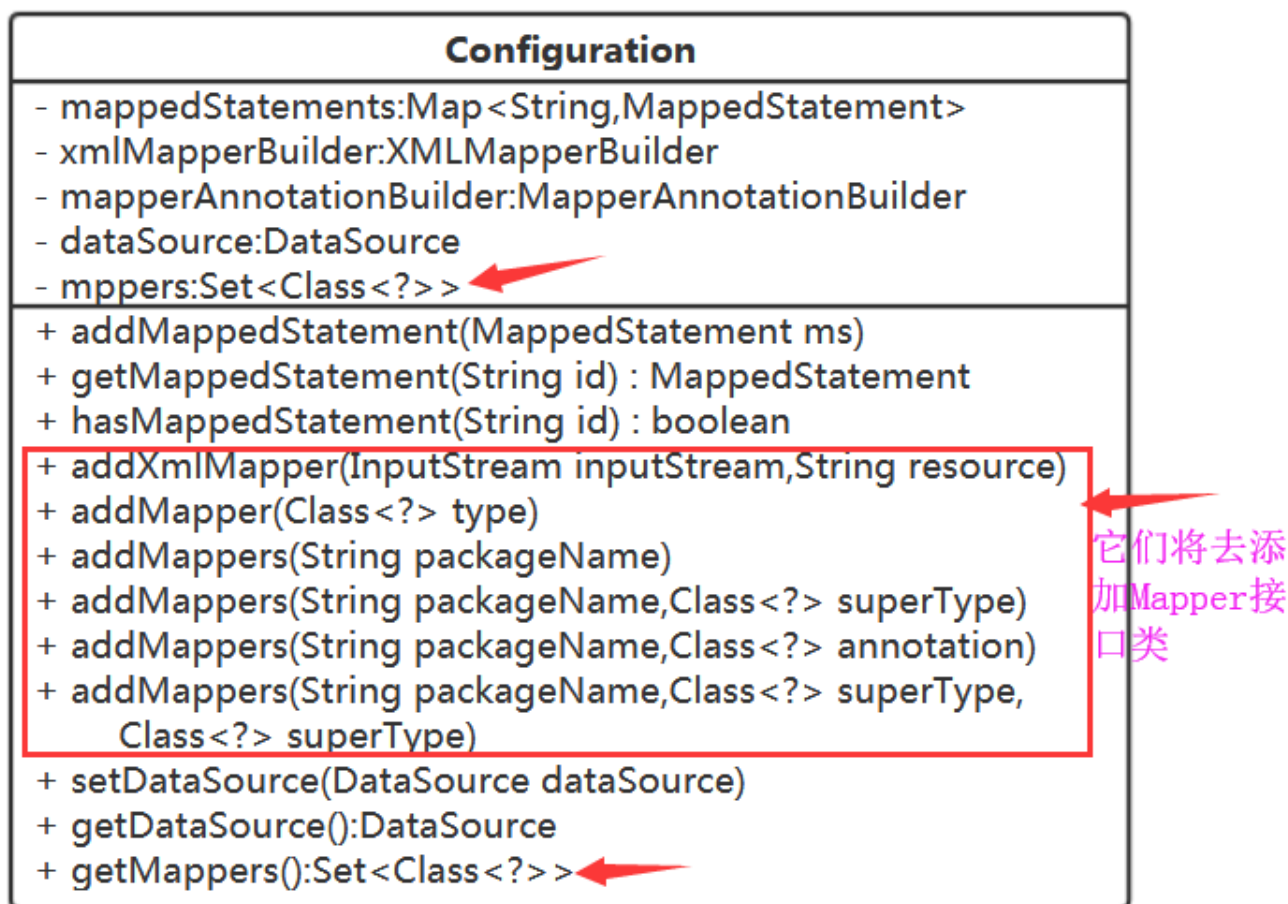 Configuration
- mappedStatements:Map<String,MappedStatement>
- xmlMapperBuilder:XMLMapperBuilder
- mapperAnnotationBuilder:MapperAnnotationBuilder
- dataSource:DataSource
- mppers:Set<Class<?>>
+ addMappedStatement(MappedStatement ms)
+ getMappedStatement(String id) : MappedStatement
+ hasMappedStatement(String id) : boolean
+ addXmlMapper(InputStream inputStream,String resource)
+ addMapper(Class<?> type)
+ addMappers(String packageName)
+ addMappers(String packageName,Class<?> superType)
+ addMappers(String packageName,Class<?> annotation)
+ addMappers(String packageName,Class<?> superType,
Class<?> superType)
+ setDataSource(DataSource dataSource)
+ getDataSource():DataSource
+ getMappers():Set<Class<?>>
它们将去添
加Mapper接
口类